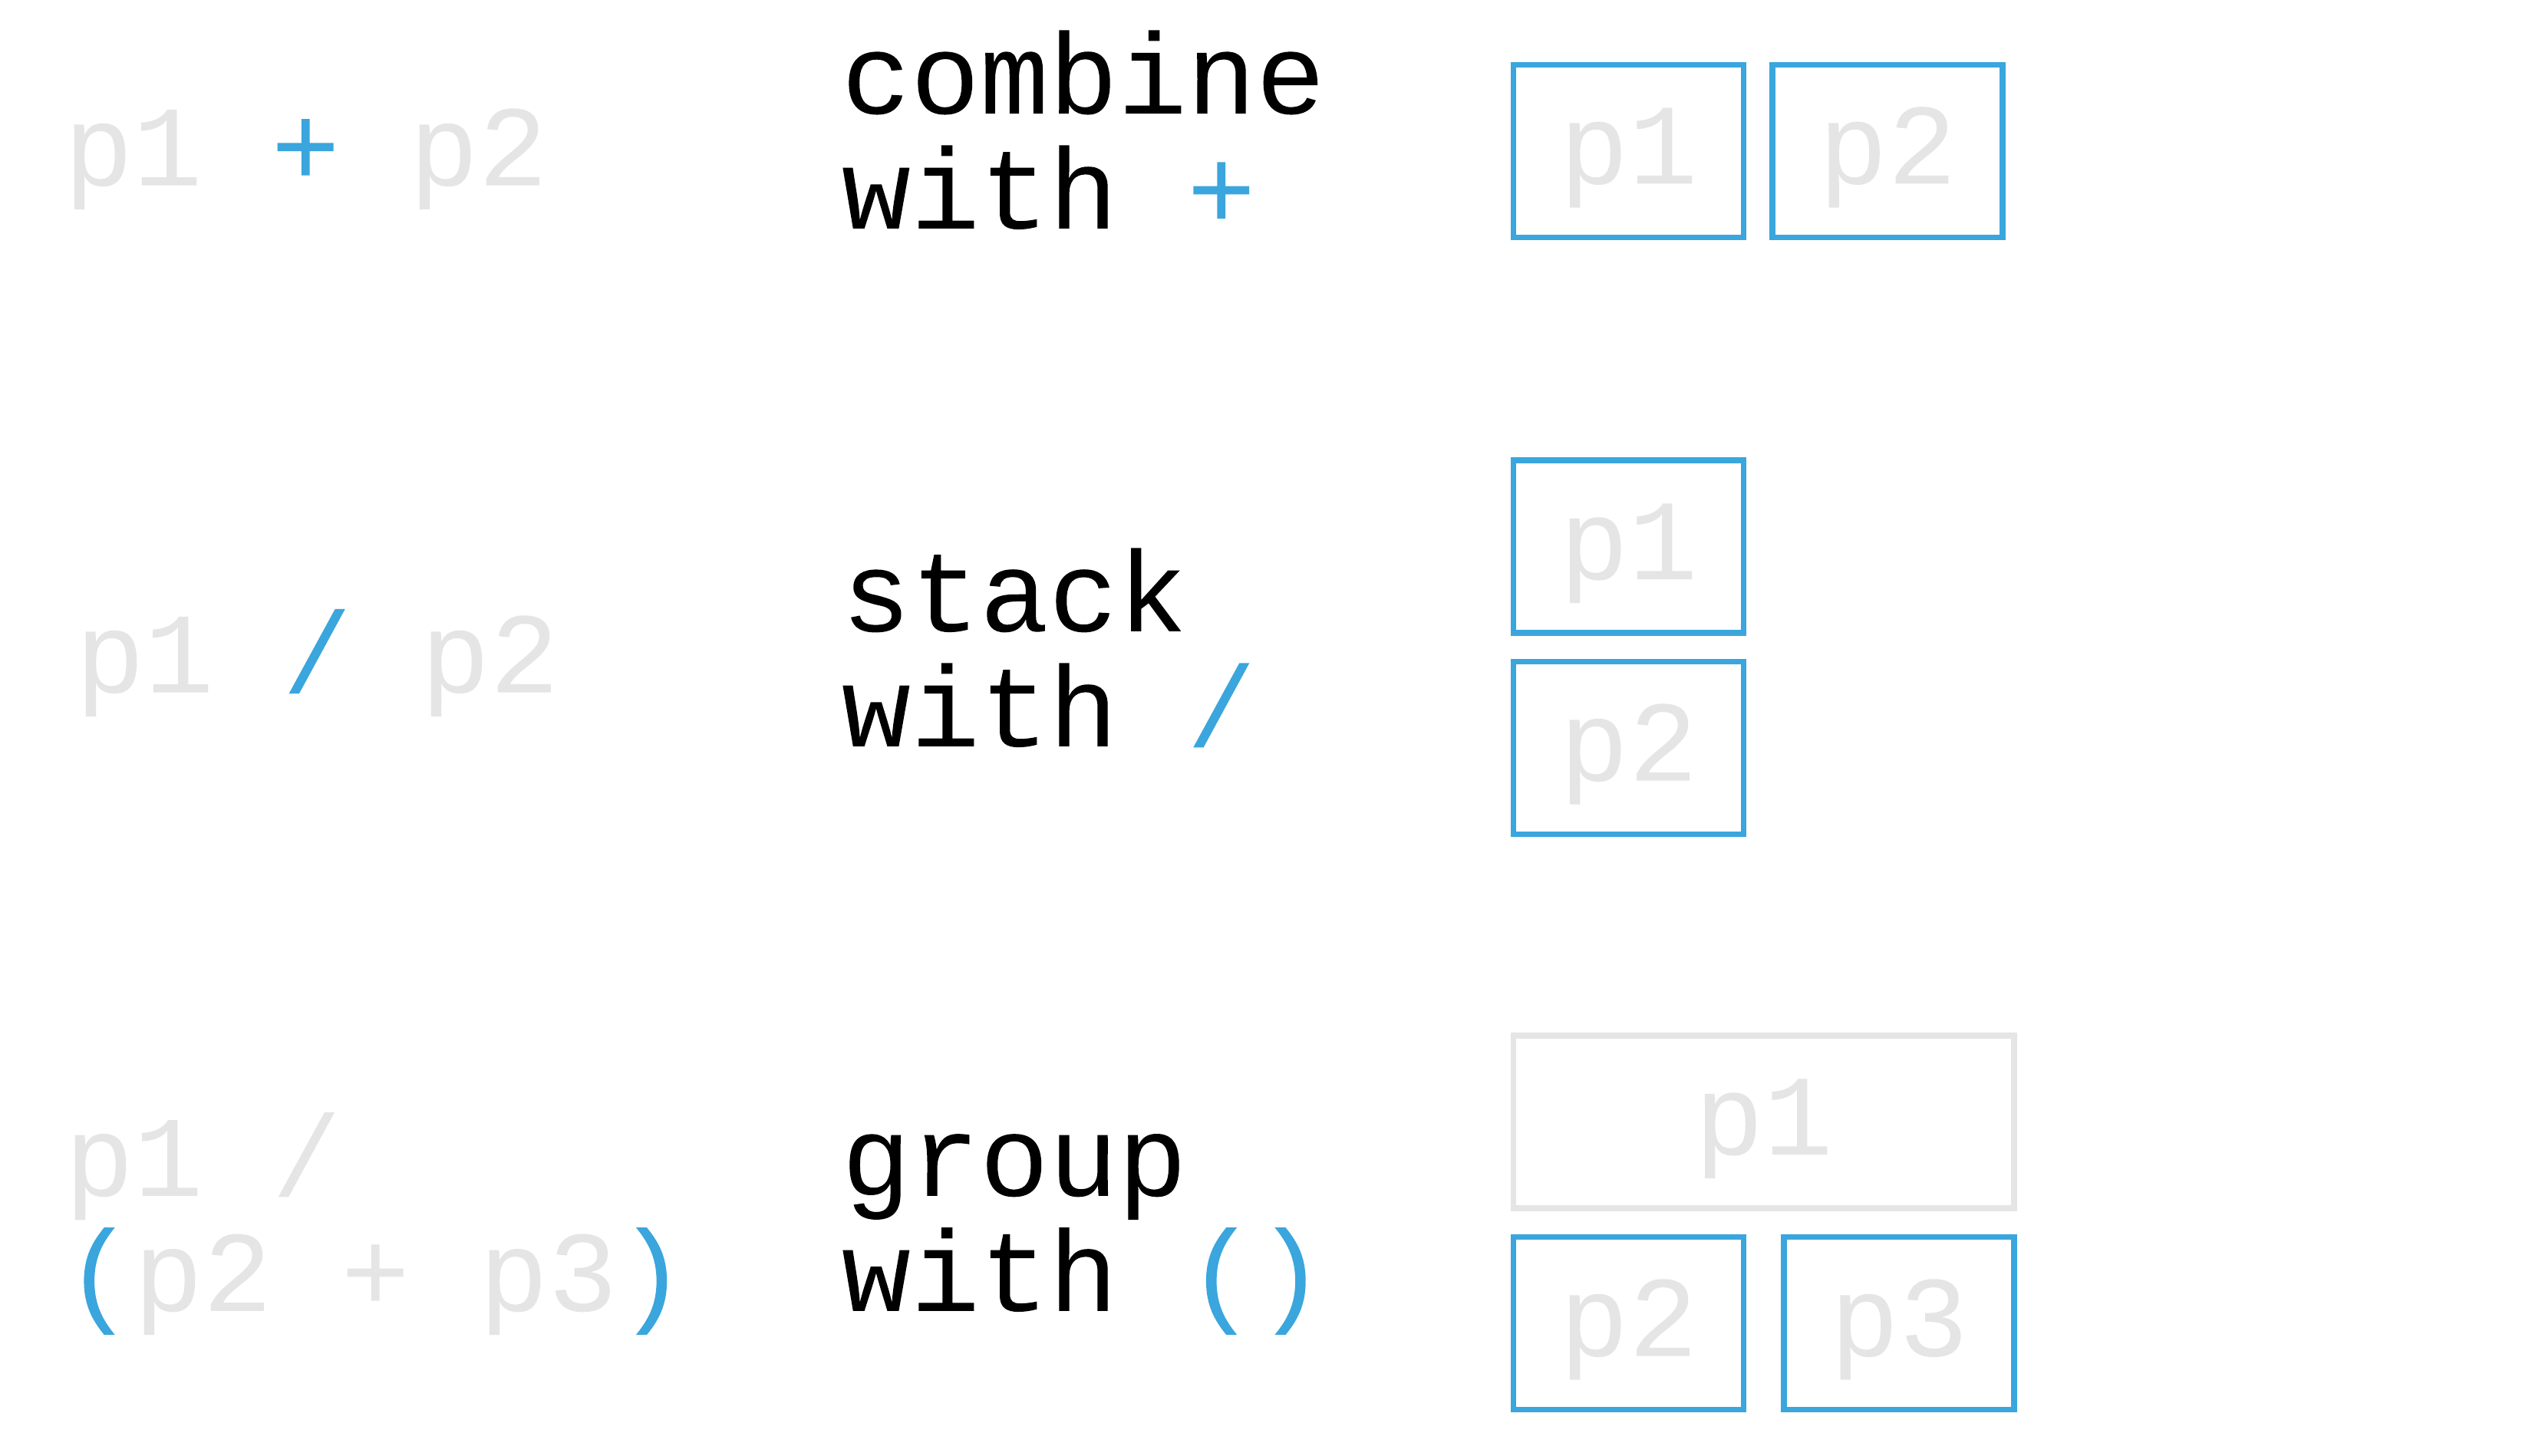 p1 + p2
combine
with +
p1 p2
p1 / p2
stack
with /
p1
p2
p1 /
(p2 + p3)
group
with ()
p1
p2 p3